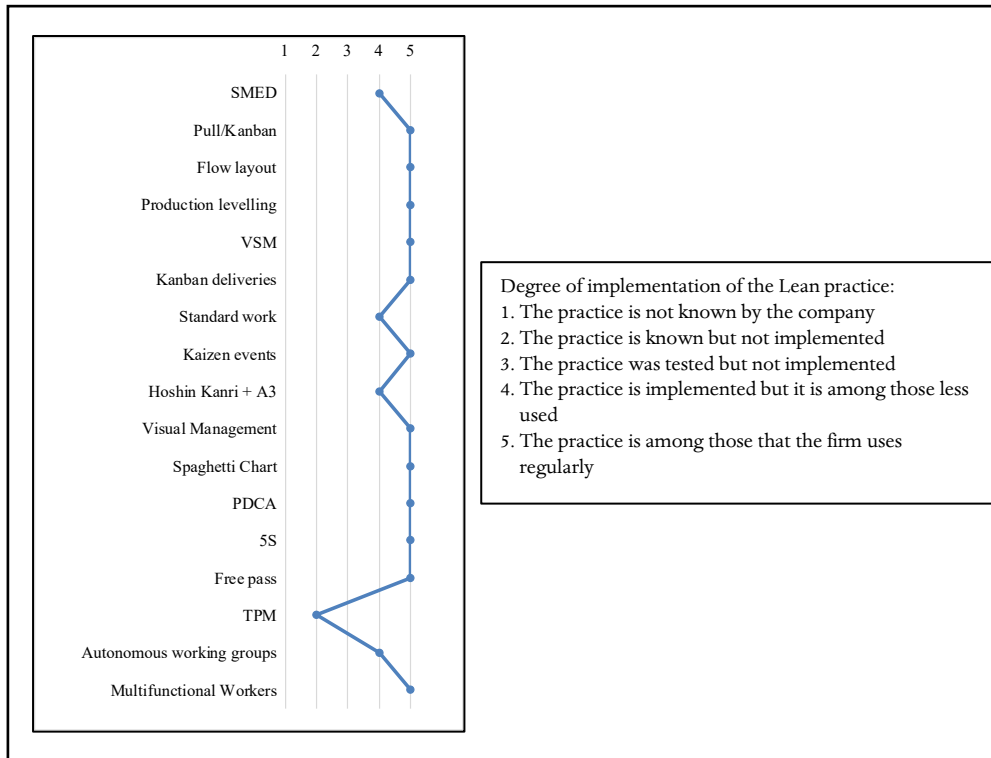 1 2 3 4 5
SMED
Pull/Kanban
Flow layout
Production levelling
VSM
Kanban deliveries
Standard work
Kaizen events
Hoshin Kanri + A3
Visual Management
Spaghetti Chart
PDCA
5S
Free pass
TPM
Autonomous working groups
Multifunctional Workers
Degree of implementation of the Lean practice:
1. The practice is not known by the company
2. The practice is known but not implemented
3. The practice was tested but not implemented
4. The practice is implemented but it is among those less
used
5. The practice is among those that the firm uses
regularly